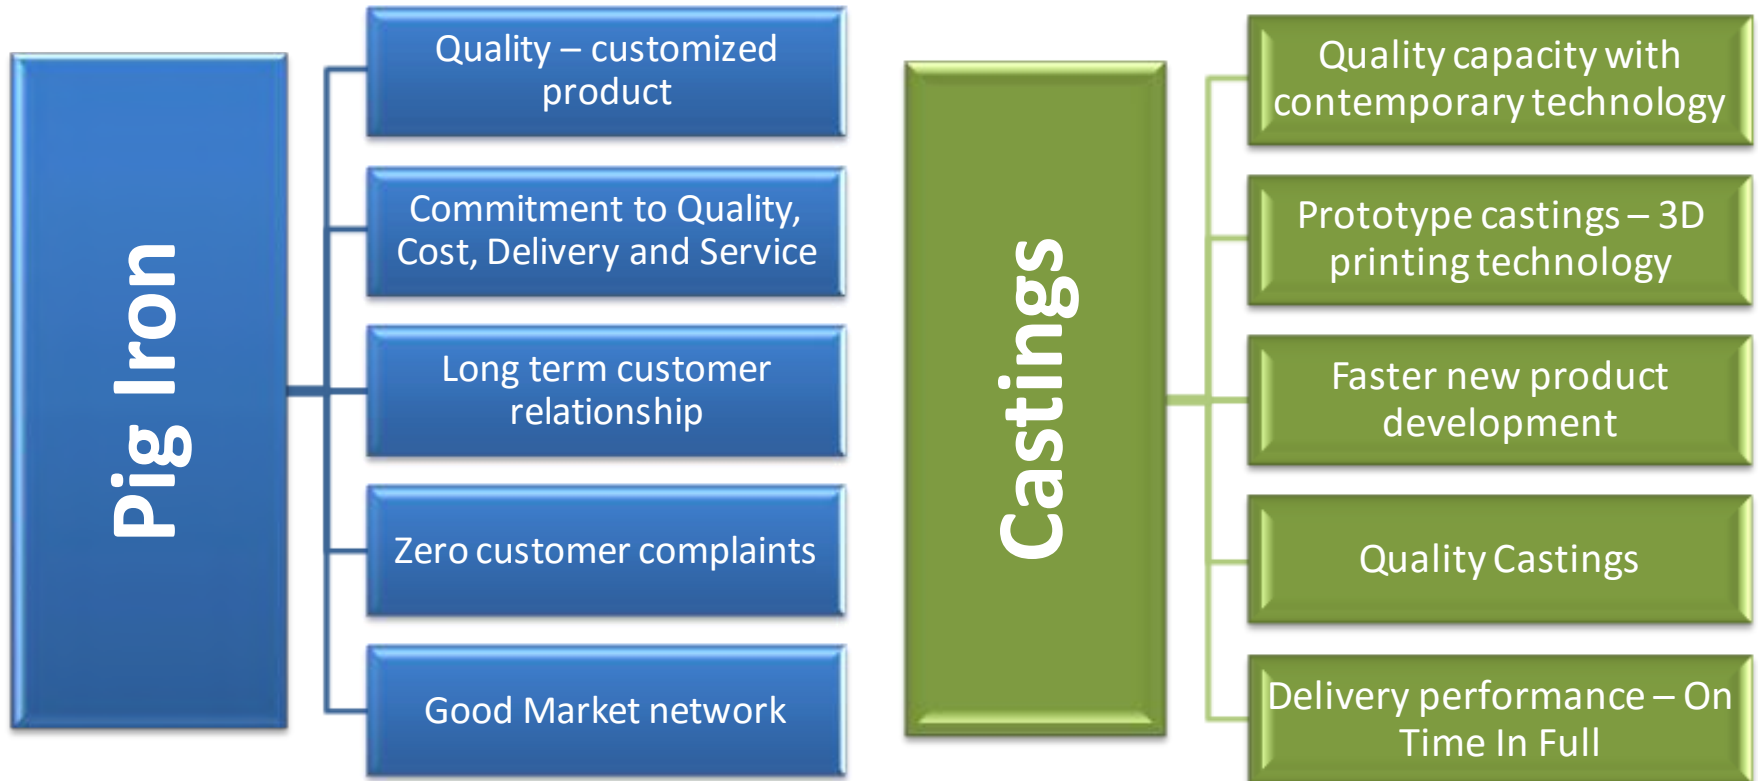 Pig Iron
Quality – customized
product
Commitment to Quality,
Cost, Delivery and Service
Long term customer
relationship
Zero customer complaints
Good Market network
Castings
Quality capacity with
contemporary technology
Prototype castings – 3D
printing technology
Faster new product
development
Quality Castings
Delivery performance – On
Time In Full